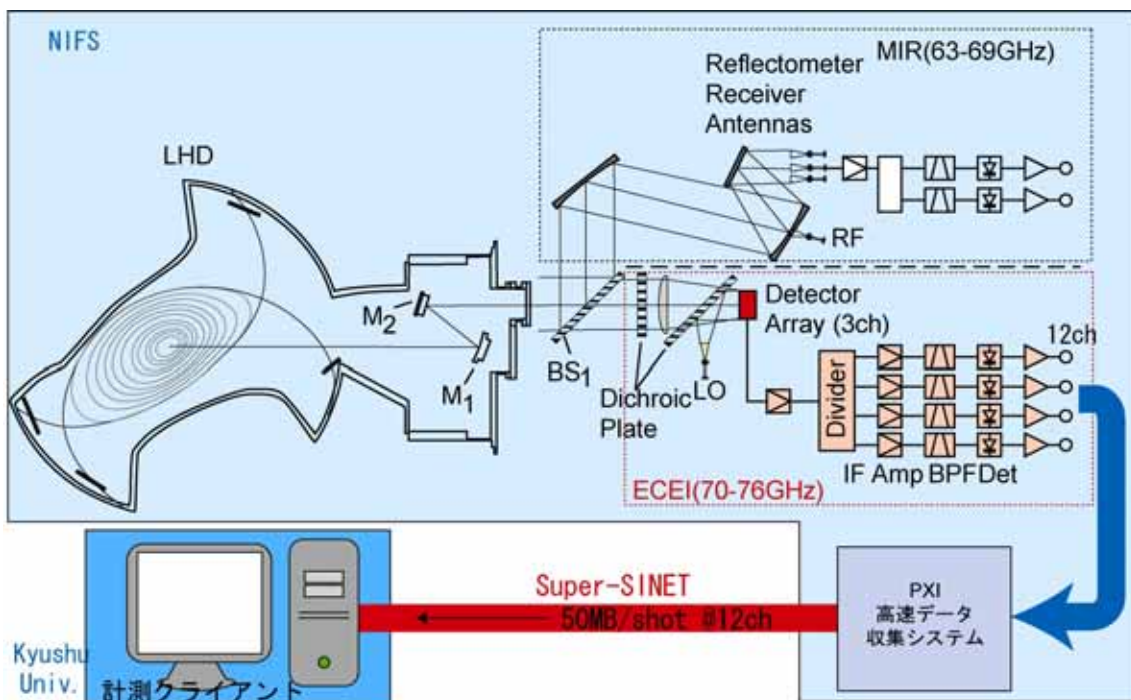 NIFS
MIR(63-69GHz)
Reflectometer
Receiver
Antennas
LHD
RF
M2
M1
BS1
Dichroic
Plate
LO
Detector
Array (3ch)
12ch
Divider
IF Amp BPF Det
ECEI(70-76GHz)
Super-SINET
50MB/shot @12ch
PXI
高速データ
収集システム
Kyushu
Univ.
計測クライアント